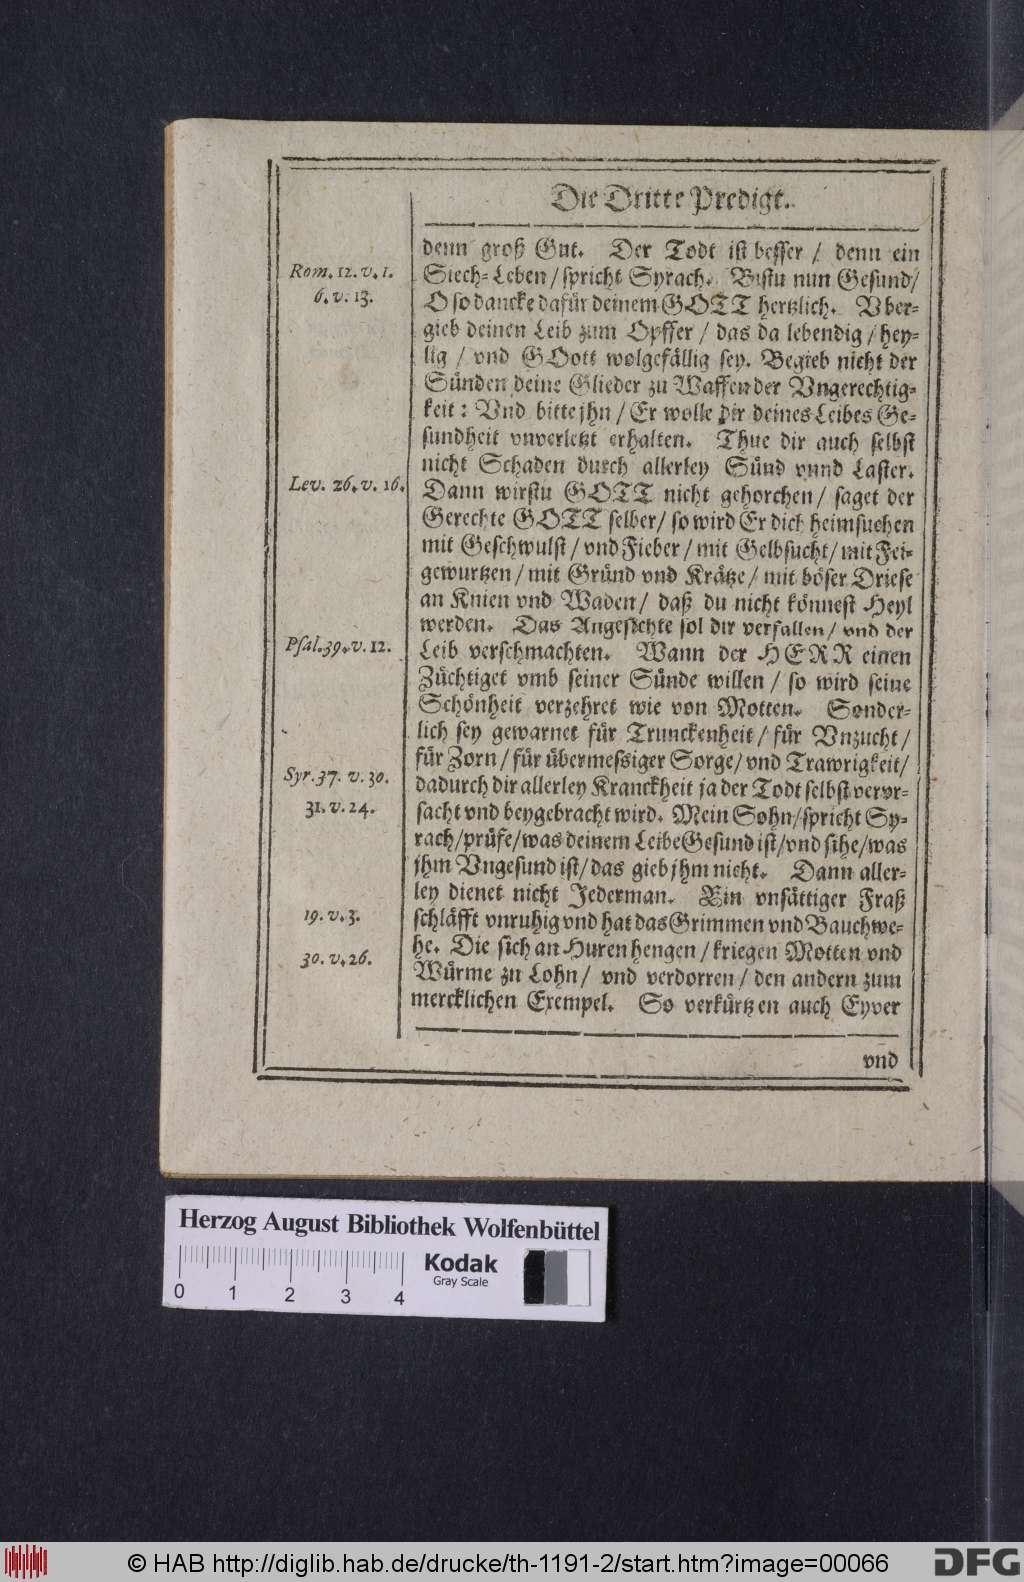 Die Dritte Predigt.
denn groß Gut. Der Todt ist besser / denn ein
Rom. 12. v. 1.
Siech-Leben / spricht Syrach. Bistu nun Gesund /
6. v. 13.
O so dancke dafür deinem GOTT hertzlich. Vber-
gieb deinen Leib zum Opffer / das da lebendig / hey-
lig / vnd GOott wolgefällig sey. Begieb nicht der
Sünden deine Glieder zu Waffen der Vngerechtig-
keit: Vnd bitte jhn / Er wolle dir deines Leibes Ge-
sundheit vnverletzt erhalten. Thue dir auch selbst
nicht Schaden durch allerley Sünd vnnd Laster.
Lev. 26. v. 16.
Dann wirstu GOTT nicht gehorchen / saget der
Gerechte GOTT selber / so wird Er dich heimsuchen
mit Geschwulst / vnd Fieber / mit Gelbsucht / mit Fei-
gewurtzen / mit Gründ vnd Krätze / mit böser Driese
an Knien vnd Waden / daß du nicht könnest Heyl
werden. Das Angesichte sol dir verfallen / vnd der
Psal. 39. v. 12.
Leib verschmachten. Wann der HERR einen
Züchtiget vmb seiner Sünde willen / so wird seine
Schönheit verzehret wie von Motten. Sonder-
lich sey gewarnet für Trunckenheit / für Vnzucht /
für Zorn / für übermessiger Sorge / vnd Trawrigkeit /
Syr. 37. v. 30.
dadurch dir allerley Kranckheit ja der Todt selbst verur-
31. v. 24.
sacht vnd beygebracht wird. Mein Sohn / spricht Sy-
rach / prüfe / was deinem Leibe Gesund ist / vnd sihe / was
jhm Vngesund ist / das gieb jhm nicht. Dann aller-
ley dienet nicht Jederman. Ein vnsättiger Fraß
19. v. 3.
schläfft vnruhig vnd hat das Grimmen vnd Bauchwe-
he. Die sich an Huren hengen / kriegen Motten vnd
30. v. 26.
Würme zu Lohn / vnd verdorren / den andern zum
mercklichen Exempel. So verkürtzen auch Eyver
vnd
Herzog August Bibliothek Wolfenbüttel
Kodak
Gray Scale
0 1 2 3 4
© HAB http://diglib.hab.de/drucke/th-1191-2/start.htm?image=00066
DFG